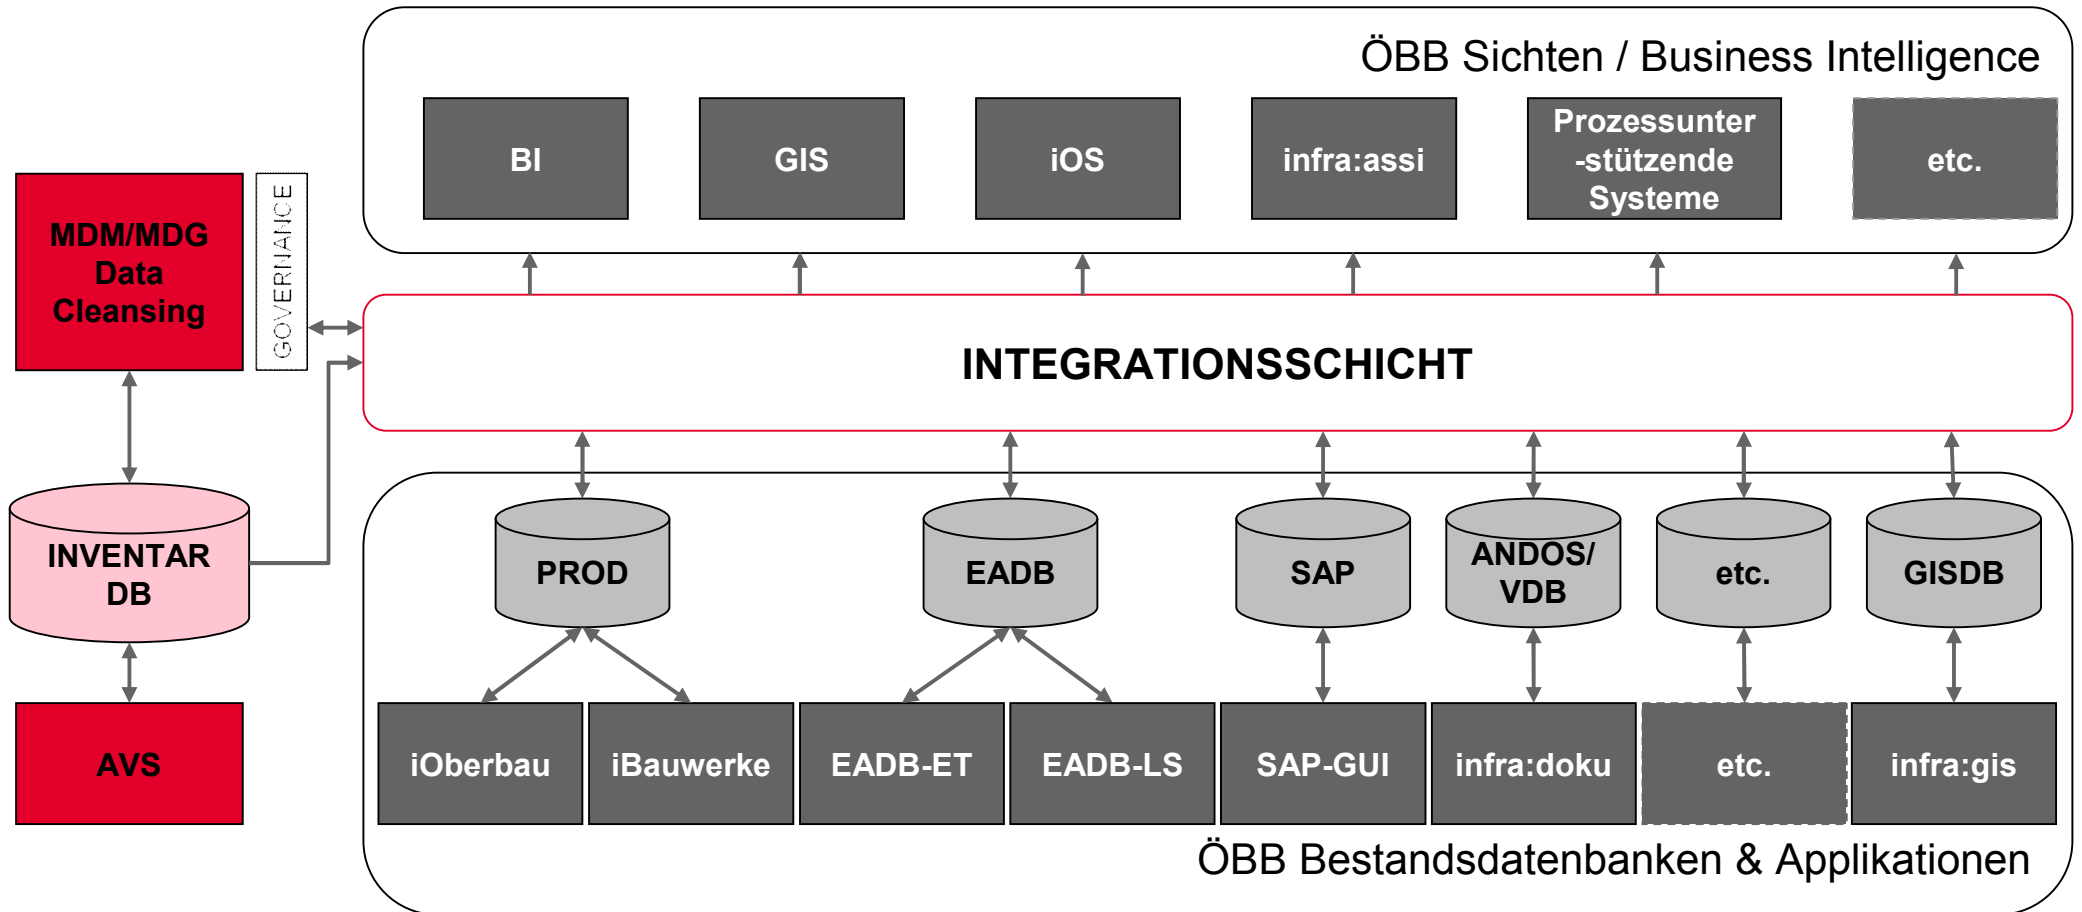 ÖBB Sichten / Business Intelligence
BI
GIS
iOS
infra:assi
Prozessunter
-stützende
Systeme
etc.
MDM/MDG
Data
Cleansing
GOVERNANCE
INTEGRATIONSSCHICHT
INVENTAR
DB
PROD
EADB
SAP
ANDOS/
VDB
etc.
GISDB
AVS
iOberbau
iBauwerke
EADB-ET
EADB-LS
SAP-GUI
infra:doku
etc.
infra:gis
ÖBB Bestandsdatenbanken & Applikationen